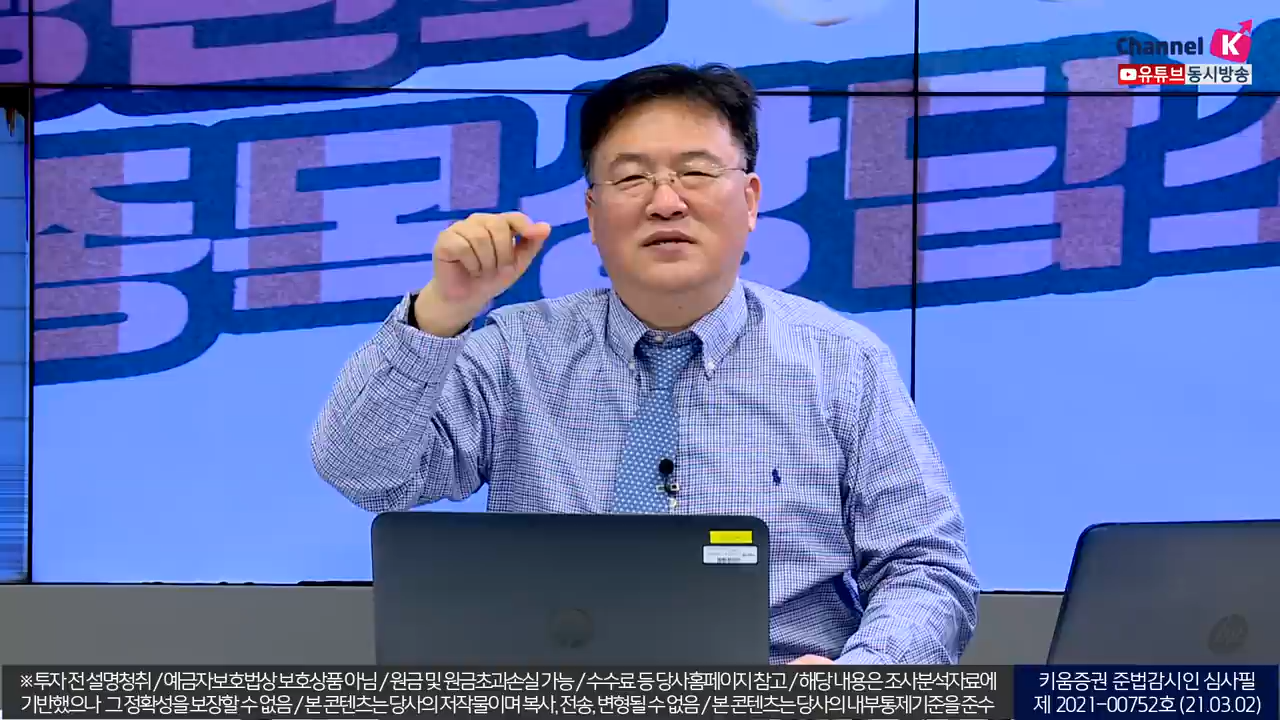 Channel K
유튜브동시방송
종목상담소
※ 투자 전 설명청취 / 예금자보호법상 보호상품 아님 / 원금 및 원금초과손실 가능 / 수수료 등 당사홈페이지 참고 / 해당 내용은 조사분석자료에
기반했으나 그 정확성을 보장할 수 없음 / 본 콘텐츠는 당사의 저작물이며 복사, 전송, 변형될 수 없음 / 본 콘텐츠는 당사의 내부통제기준을 준수
키움증권 준법감시인 심사필
제 2021-00752호 (21.03.02)